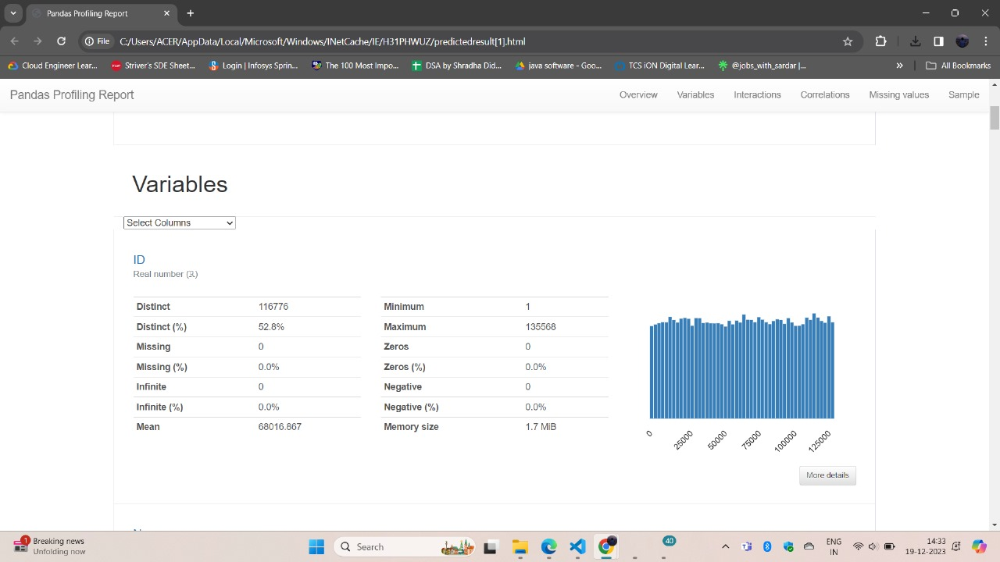 Pandas Profiling Report
File C:/Users/ACER/AppData/Local/Microsoft/Windows/INetCache/IE/H31PHWUZ/predictedresult[1].html
Cloud Engineer Lear... Striver's SDE Sheet... Login | Infosys Sprin... The 100 Most Impo... DSA by Shradha Did... java software - Goo... TCS iON Digital Lear... @jobs_with_sardar |... » All Bookmarks
Pandas Profiling Report Overview Variables Interactions Correlations Missing values Sample
Variables
Select Columns
ID
Real number (ℝ)
Distinct 116776
Distinct (%) 52.8%
Missing 0
Missing (%) 0.0%
Infinite 0
Infinite (%) 0.0%
Mean 68016.867
Minimum 1
Maximum 135568
Zeros 0
Zeros (%) 0.0%
Negative 0
Negative (%) 0.0%
Memory size 1.7 MiB
0 25000 50000 75000 100000 125000
More details
1 Breaking news
Unfolding now
Search
40
ENG
IN
14:33
19-12-2023